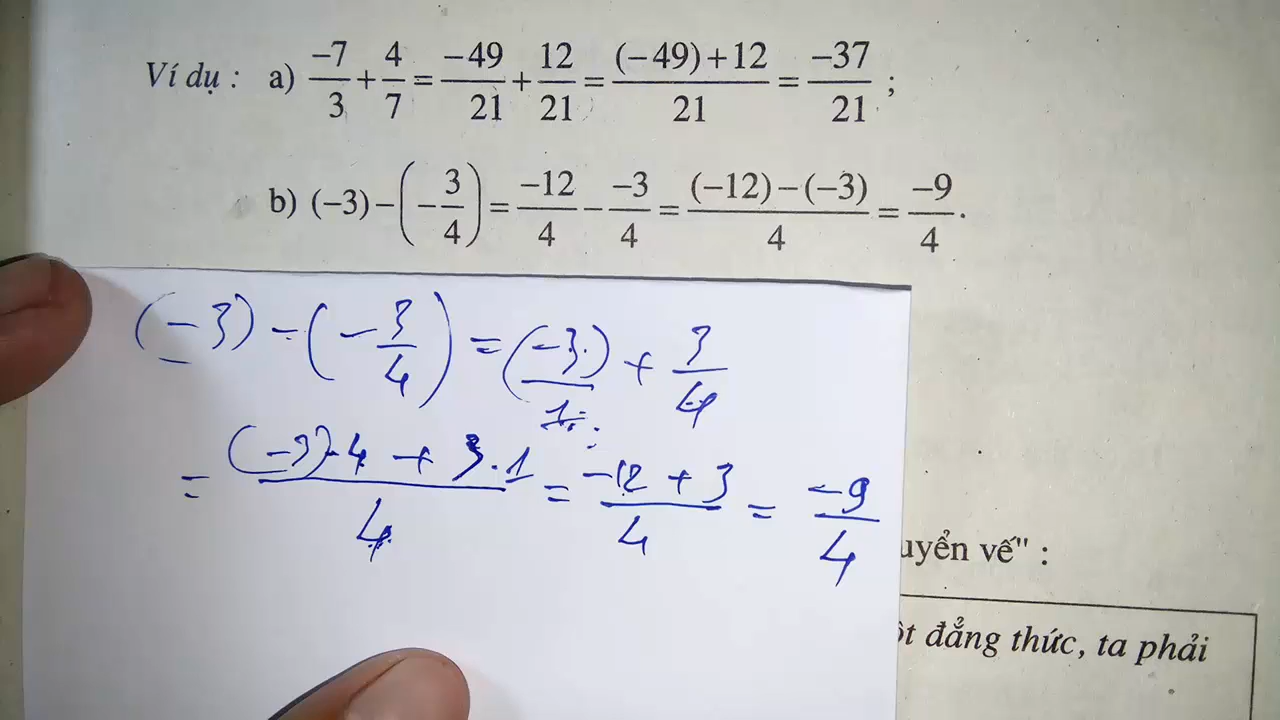 Ví dụ : a) -7/3 + 4/7 = -49/21 + 12/21 = (-49)+12/21 = -37/21 ;
b) (-3) - (-3/4) = -12/4 - -3/4 = (-12)-(-3)/4 = -9/4 .
(-3) - (-3/4) = (-3)/1 + 3/4
= (-3).4 + 3.1/4 = -12 + 3/4 = -9/4
uyển vế" :
ột đẳng thức, ta phải